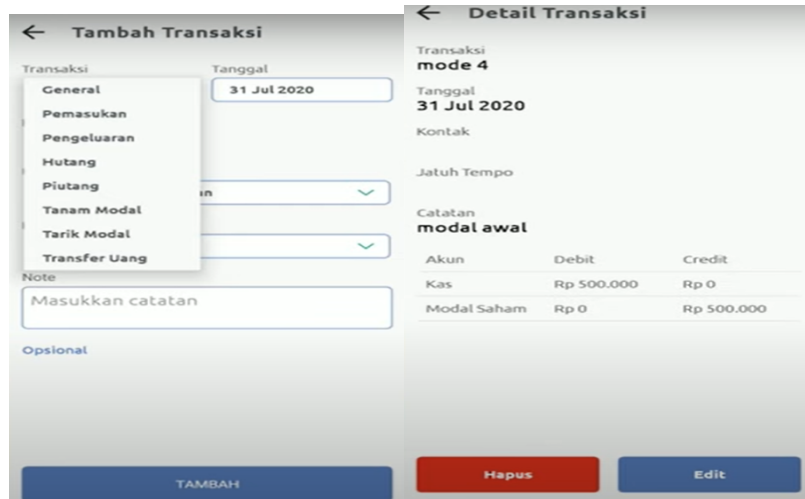 ← Tambah Transaksi
Transaksi Tanggal
General
31 Jul 2020
Pemasukan
Pengeluaran
Hutang
Piutang
an
Tanam Modal
Tarik Modal
Transfer Uang
Note
Masukkan catatan
Opsional
TAMBAH
← Detail Transaksi
Transaksi
mode 4
Tanggal
31 Jul 2020
Kontak
Jatuh Tempo
Catatan
modal awal
Akun Debit Credit
Kas Rp 500.000 Rp 0
Modal Saham Rp 0 Rp 500.000
Hapus Edit